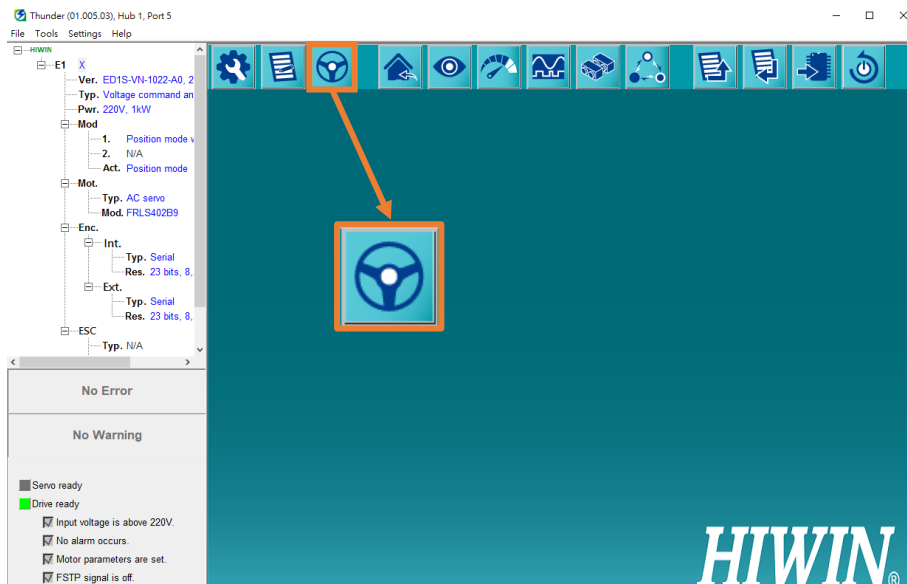 Thunder (01.005.03), Hub 1, Port 5
File Tools Settings Help
HIWIN
E1 X
Ver. ED1S-VN-1022-A0, 2
Typ. Voltage command an
Pwr. 220V, 1kW
Mod
1. Position mode v
2. N/A
Act. Position mode
Mot.
Typ. AC servo
Mod. FRLS402B9
Enc.
Int.
Typ. Serial
Res. 23 bits, 8,
Ext.
Typ. Serial
Res. 23 bits, 8,
ESC
Typ. N/A
No Error
No Warning
Servo ready
Drive ready
Input voltage is above 220V.
No alarm occurs.
Motor parameters are set.
FSTP signal is off.
HIWIN®